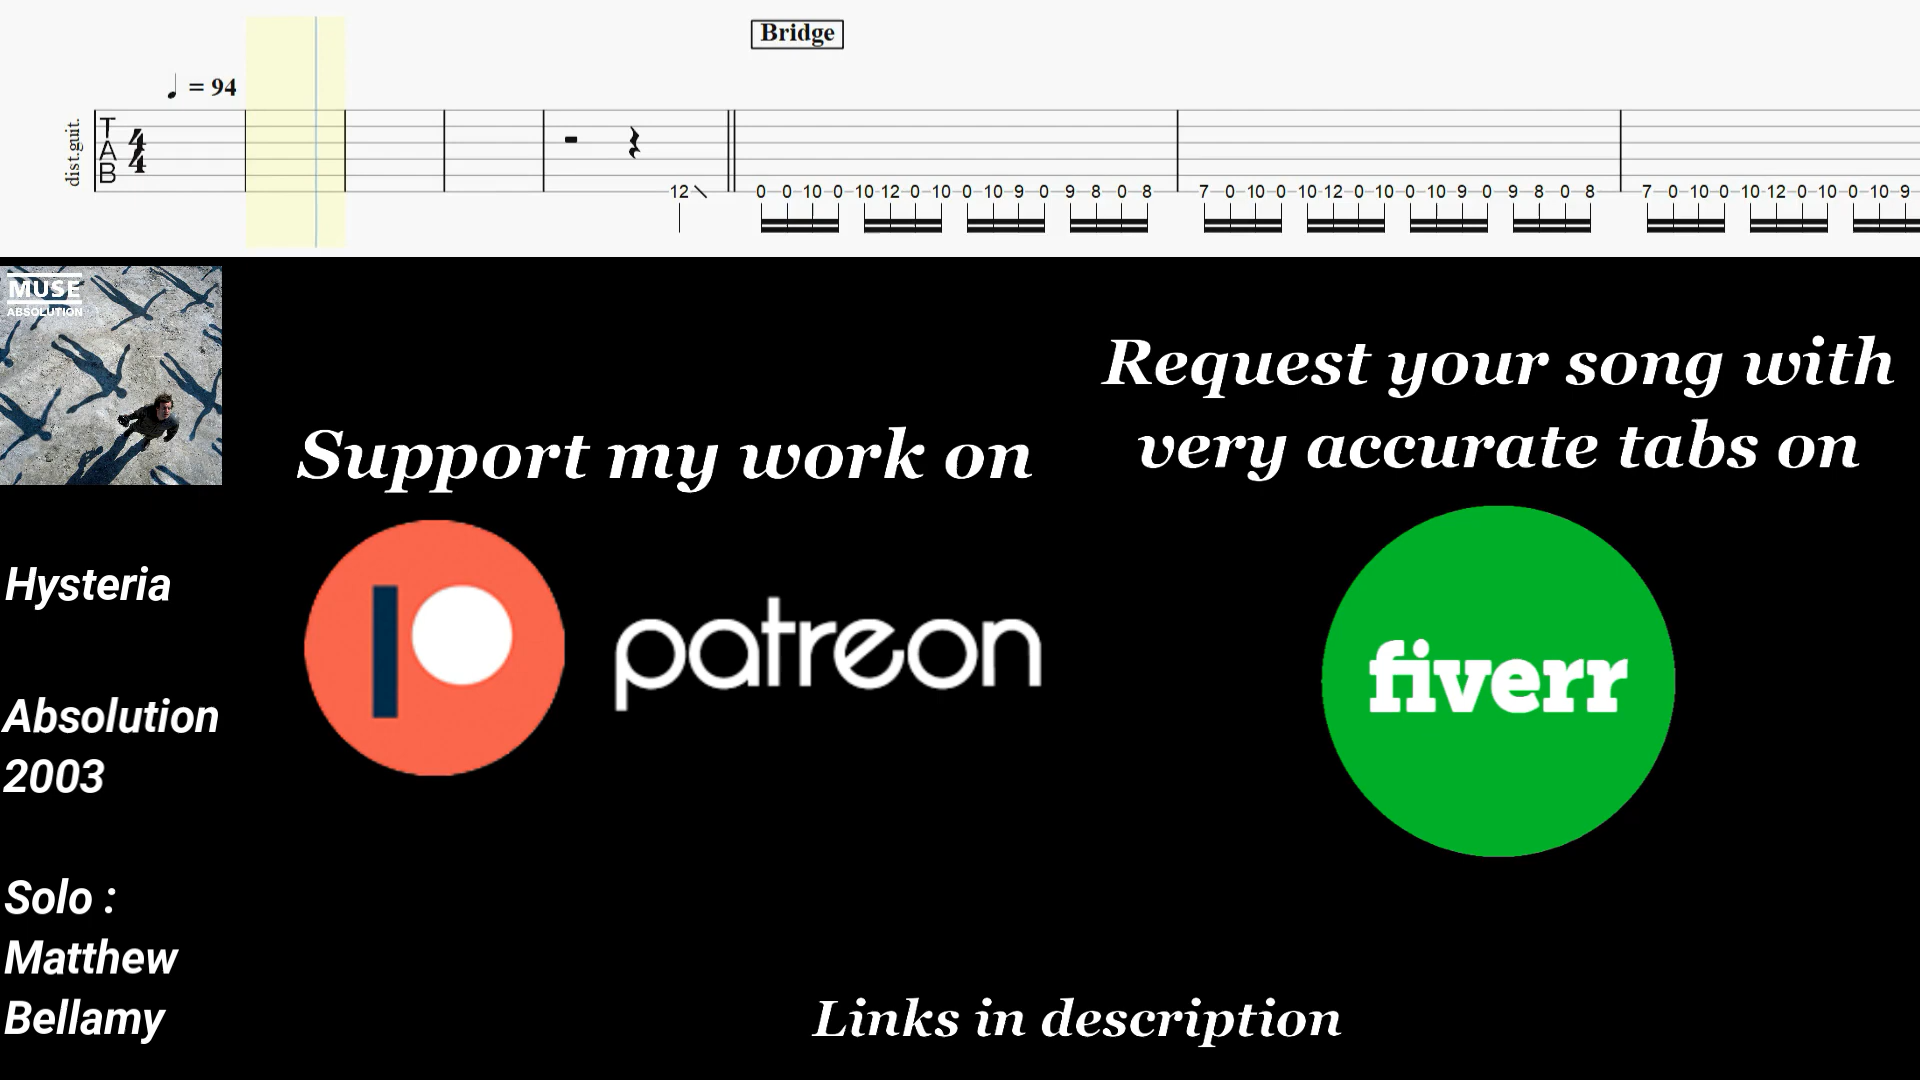 Bridge
♩ = 94
dist.guit.
T
A
B
4
4
12 0 0 10 0 10 12 0 10 0 10 9 0 9 8 0 8 7 0 10 0 10 12 0 10 0 10 9 0 9 8 0 8 7 0 10 0 10 12 0 10 0 10 9
MUSE
ABSOLUTION
Hysteria
Absolution
2003
Solo :
Matthew
Bellamy
Support my work on
patreon
Request your song with
very accurate tabs on
fiverr
Links in description